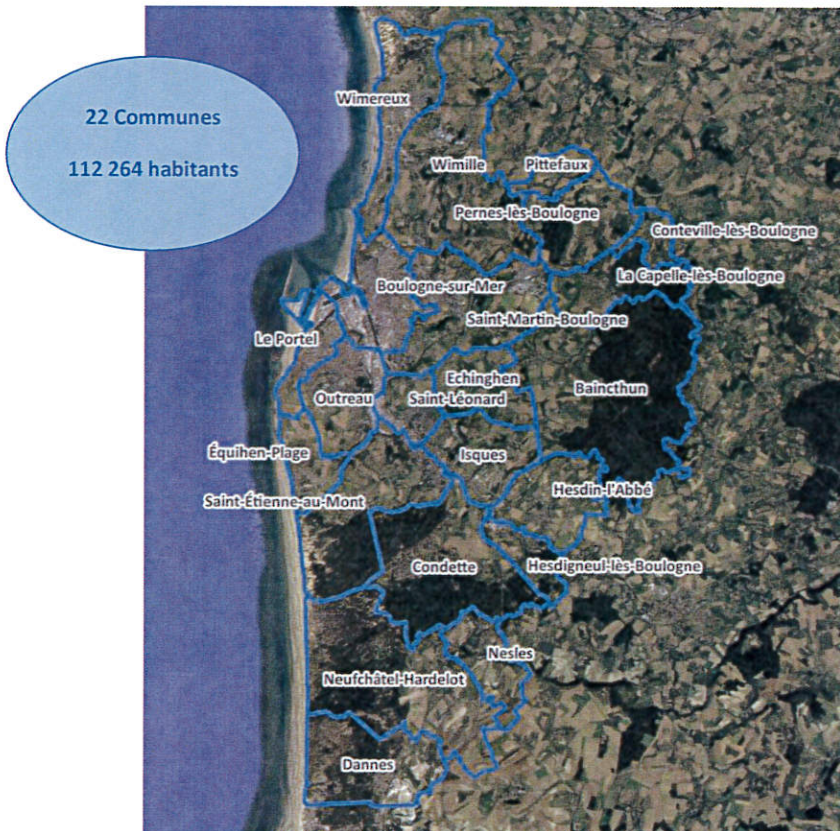 22 Communes
112 264 habitants
Wimereux
Wimille
Pittefaux
Pernes-lès-Boulogne
Conteville-lès-Boulogne
La Capelle-lès-Boulogne
Boulogne-sur-Mer
Saint-Martin-Boulogne
Le Portel
Echinghen
Baincthun
Outreau
Saint-Léonard
Équihen-Plage
Isques
Hesdin-l'Abbé
Saint-Étienne-au-Mont
Condette
Hesdigneul-lès-Boulogne
Nesles
Neufchâtel-Hardelot
Dannes